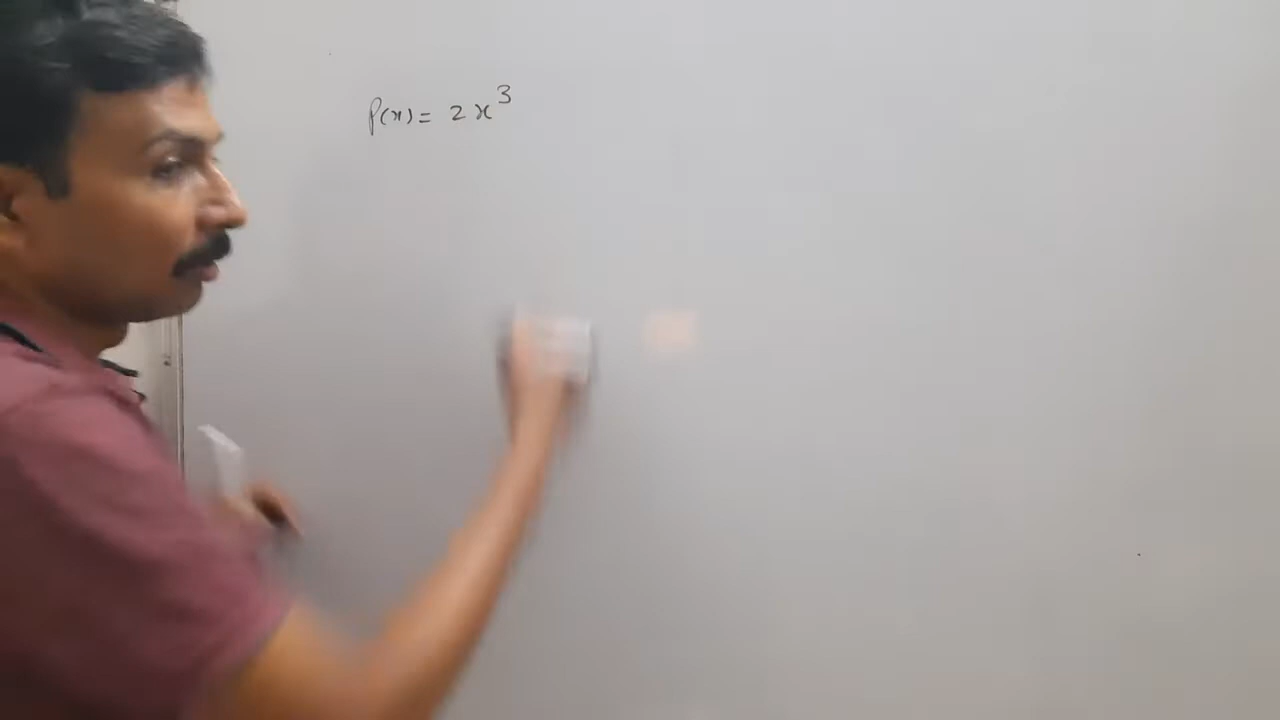 P(x) = 2x³